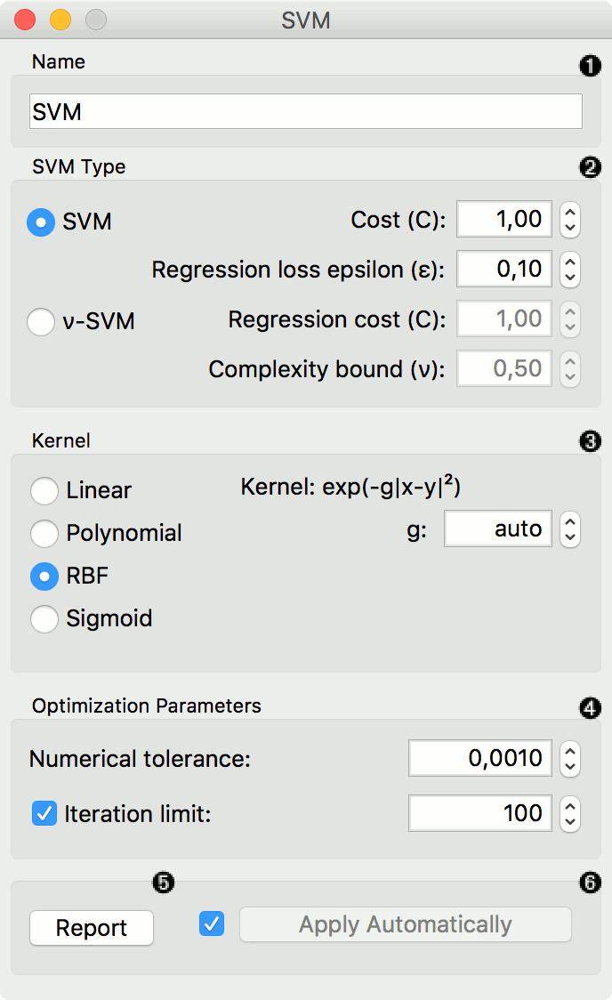 SVM
Name ❶
SVM
SVM Type ❷
SVM Cost (C): 1,00
Regression loss epsilon (ε): 0,10
ν-SVM Regression cost (C): 1,00
Complexity bound (ν): 0,50
Kernel ❸
Linear Kernel: exp(-g|x-y|²)
Polynomial g: auto
RBF
Sigmoid
Optimization Parameters ❹
Numerical tolerance: 0,0010
Iteration limit: 100
❺ ❻
Report Apply Automatically